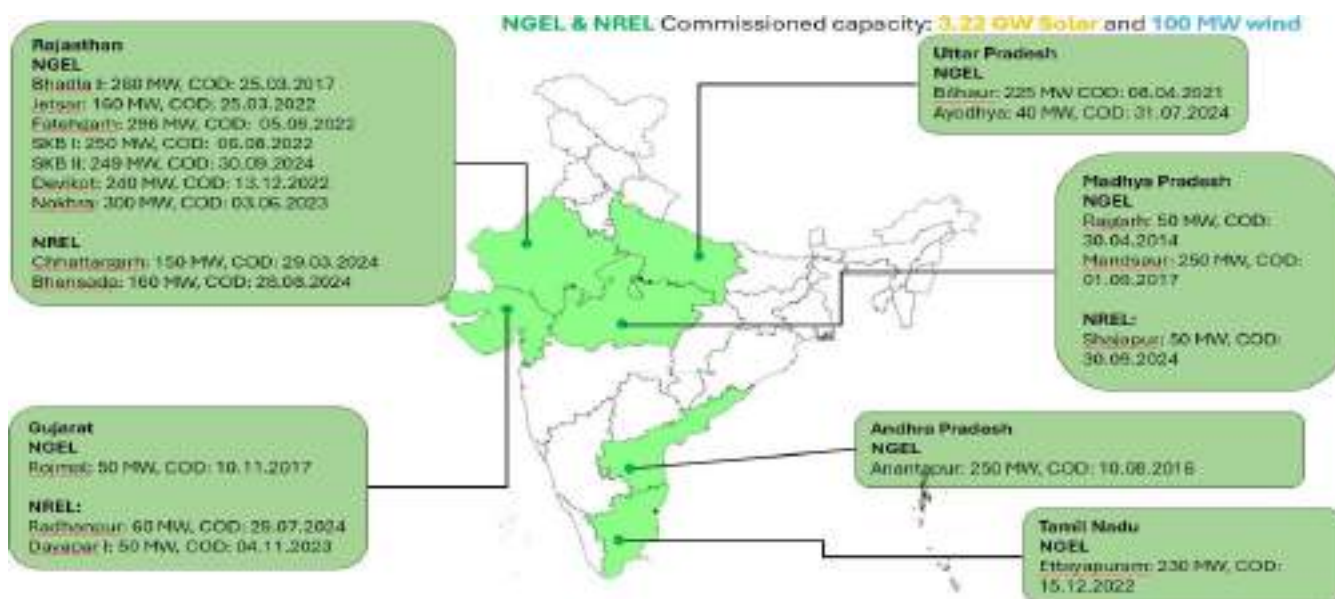 NGEL & NREL Commissioned capacity: 3.22 GW Solar and 100 MW wind
Rajasthan
NGEL
Bhadla I: 260 MW, COD: 25.03.2017
Jetsar: 160 MW, COD: 25.03.2022
Fatehgarh: 296 MW, COD: 05.08.2022
SKB I: 250 MW, COD: 06.08.2022
SKB II: 249 MW, COD: 30.09.2024
Devikot: 240 MW, COD: 13.12.2022
Nokhra: 300 MW, COD: 03.06.2023
NREL
Chhattargarh: 150 MW, COD: 29.03.2024
Bhensada: 160 MW, COD: 28.08.2024
Uttar Pradesh
NGEL
Bilhaur: 225 MW COD: 08.04.2021
Ayodhya: 40 MW, COD: 31.07.2024
Madhya Pradesh
NGEL
Rajgarh: 50 MW, COD:
30.04.2014
Mandsaur: 250 MW, COD:
01.09.2017
NREL:
Shajapur: 50 MW, COD:
30.09.2024
Gujarat
NGEL
Rojmal: 50 MW, COD: 10.11.2017
NREL:
Radhanpur: 60 MW, COD: 29.07.2024
Dayapar I: 50 MW, COD: 04.11.2023
Andhra Pradesh
NGEL
Anantapur: 250 MW, COD: 10.08.2016
Tamil Nadu
NGEL
Ettayapuram: 230 MW, COD:
15.12.2022